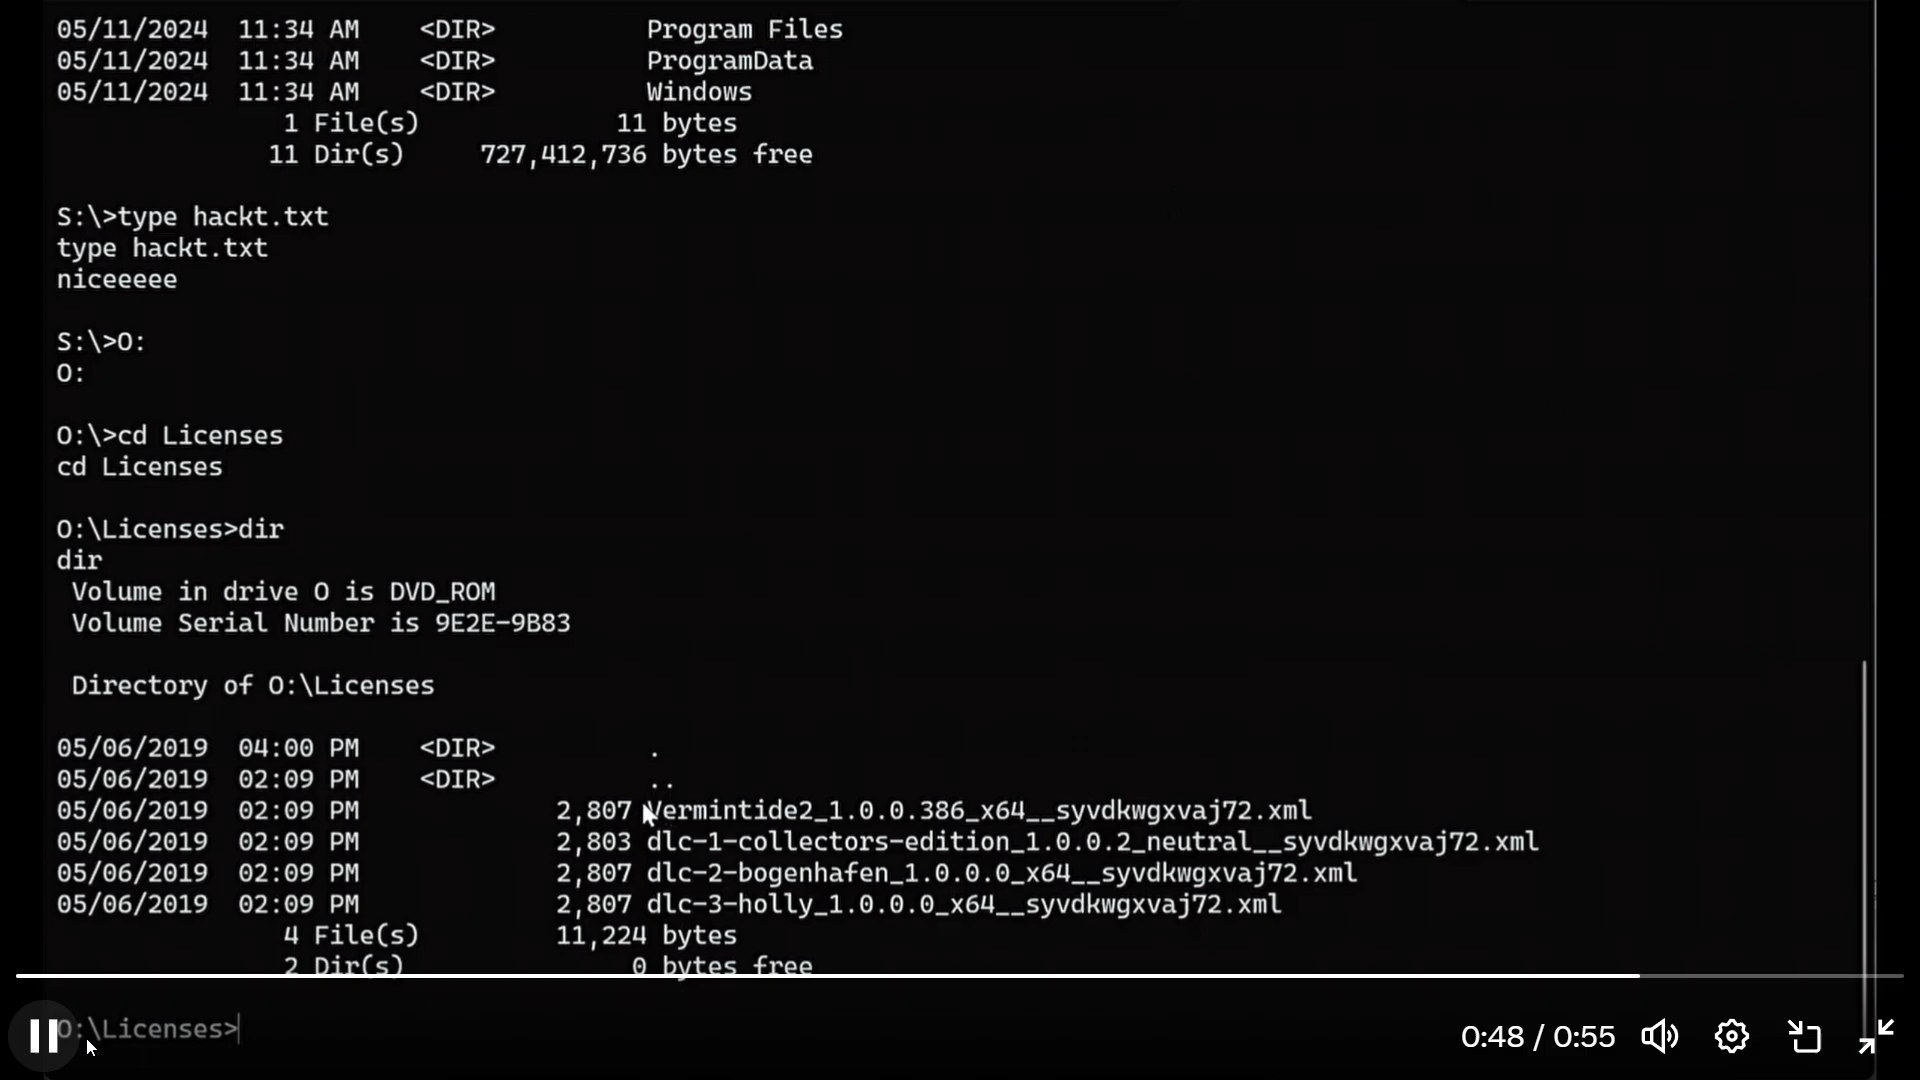 05/11/2024  11:34 AM    <DIR>          Program Files
05/11/2024  11:34 AM    <DIR>          ProgramData
05/11/2024  11:34 AM    <DIR>          Windows
               1 File(s)             11 bytes
              11 Dir(s)     727,412,736 bytes free
S:\>type hackt.txt
type hackt.txt
niceeeee
S:\>O:
O:
O:\>cd Licenses
cd Licenses
O:\Licenses>dir
dir
 Volume in drive O is DVD_ROM
 Volume Serial Number is 9E2E-9B83
 Directory of O:\Licenses
05/06/2019  04:00 PM    <DIR>          .
05/06/2019  02:09 PM    <DIR>          ..
05/06/2019  02:09 PM             2,807 Vermintide2_1.0.0.386_x64__syvdkwgxvaj72.xml
05/06/2019  02:09 PM             2,803 dlc-1-collectors-edition_1.0.0.2_neutral__syvdkwgxvaj72.xml
05/06/2019  02:09 PM             2,807 dlc-2-bogenhafen_1.0.0.0_x64__syvdkwgxvaj72.xml
05/06/2019  02:09 PM             2,807 dlc-3-holly_1.0.0.0_x64__syvdkwgxvaj72.xml
               4 File(s)         11,224 bytes
               2 Dir(s)               0 bytes free
O:\Licenses>
0:48 / 0:55